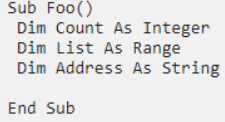 Sub Foo()
Dim Count As Integer
Dim List As Range
Dim Address As String
End Sub